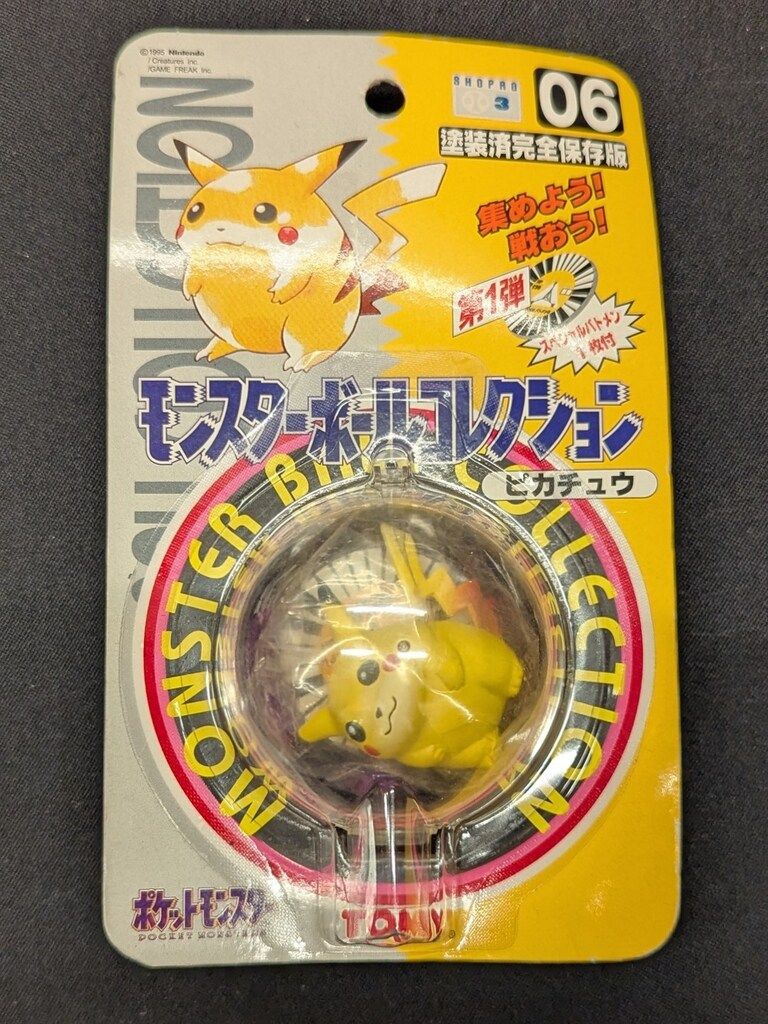 ©1995 Nintendo
/Creatures Inc.
/GAME FREAK Inc.
SHOPRO
3
06
塗装済完全保存版
集めよう!
戦おう!
第1弾
スペシャルバトメン
1枚付
モンスターボールコレクション
ピカチュウ
MONSTER BALL COLLECTION
ポケットモンスター
POCKET MONSTERS
TOMY